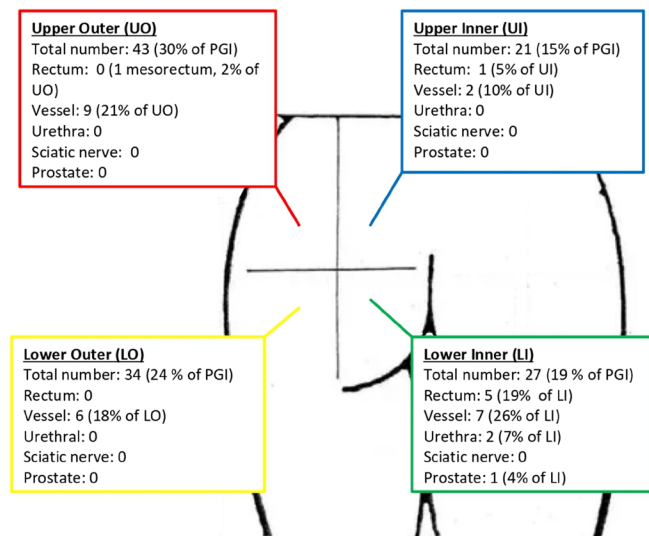 Upper Outer (UO)
Total number: 43 (30% of PGI)
Rectum:  0 (1 mesorectum, 2% of
UO)
Vessel: 9 (21% of UO)
Urethra: 0
Sciatic nerve:  0
Prostate: 0
Upper Inner (UI)
Total number: 21 (15% of PGI)
Rectum:  1 (5% of UI)
Vessel: 2 (10% of UI)
Urethra: 0
Sciatic nerve: 0
Prostate: 0
Lower Outer (LO)
Total number: 34 (24 % of PGI)
Rectum: 0
Vessel: 6 (18% of LO)
Urethral: 0
Sciatic nerve: 0
Prostate: 0
Lower Inner (LI)
Total number: 27 (19 % of PGI)
Rectum: 5 (19%  of LI)
Vessel: 7 (26% of LI)
Urethra: 2 (7% of LI)
Sciatic nerve: 0
Prostate: 1 (4% of LI)